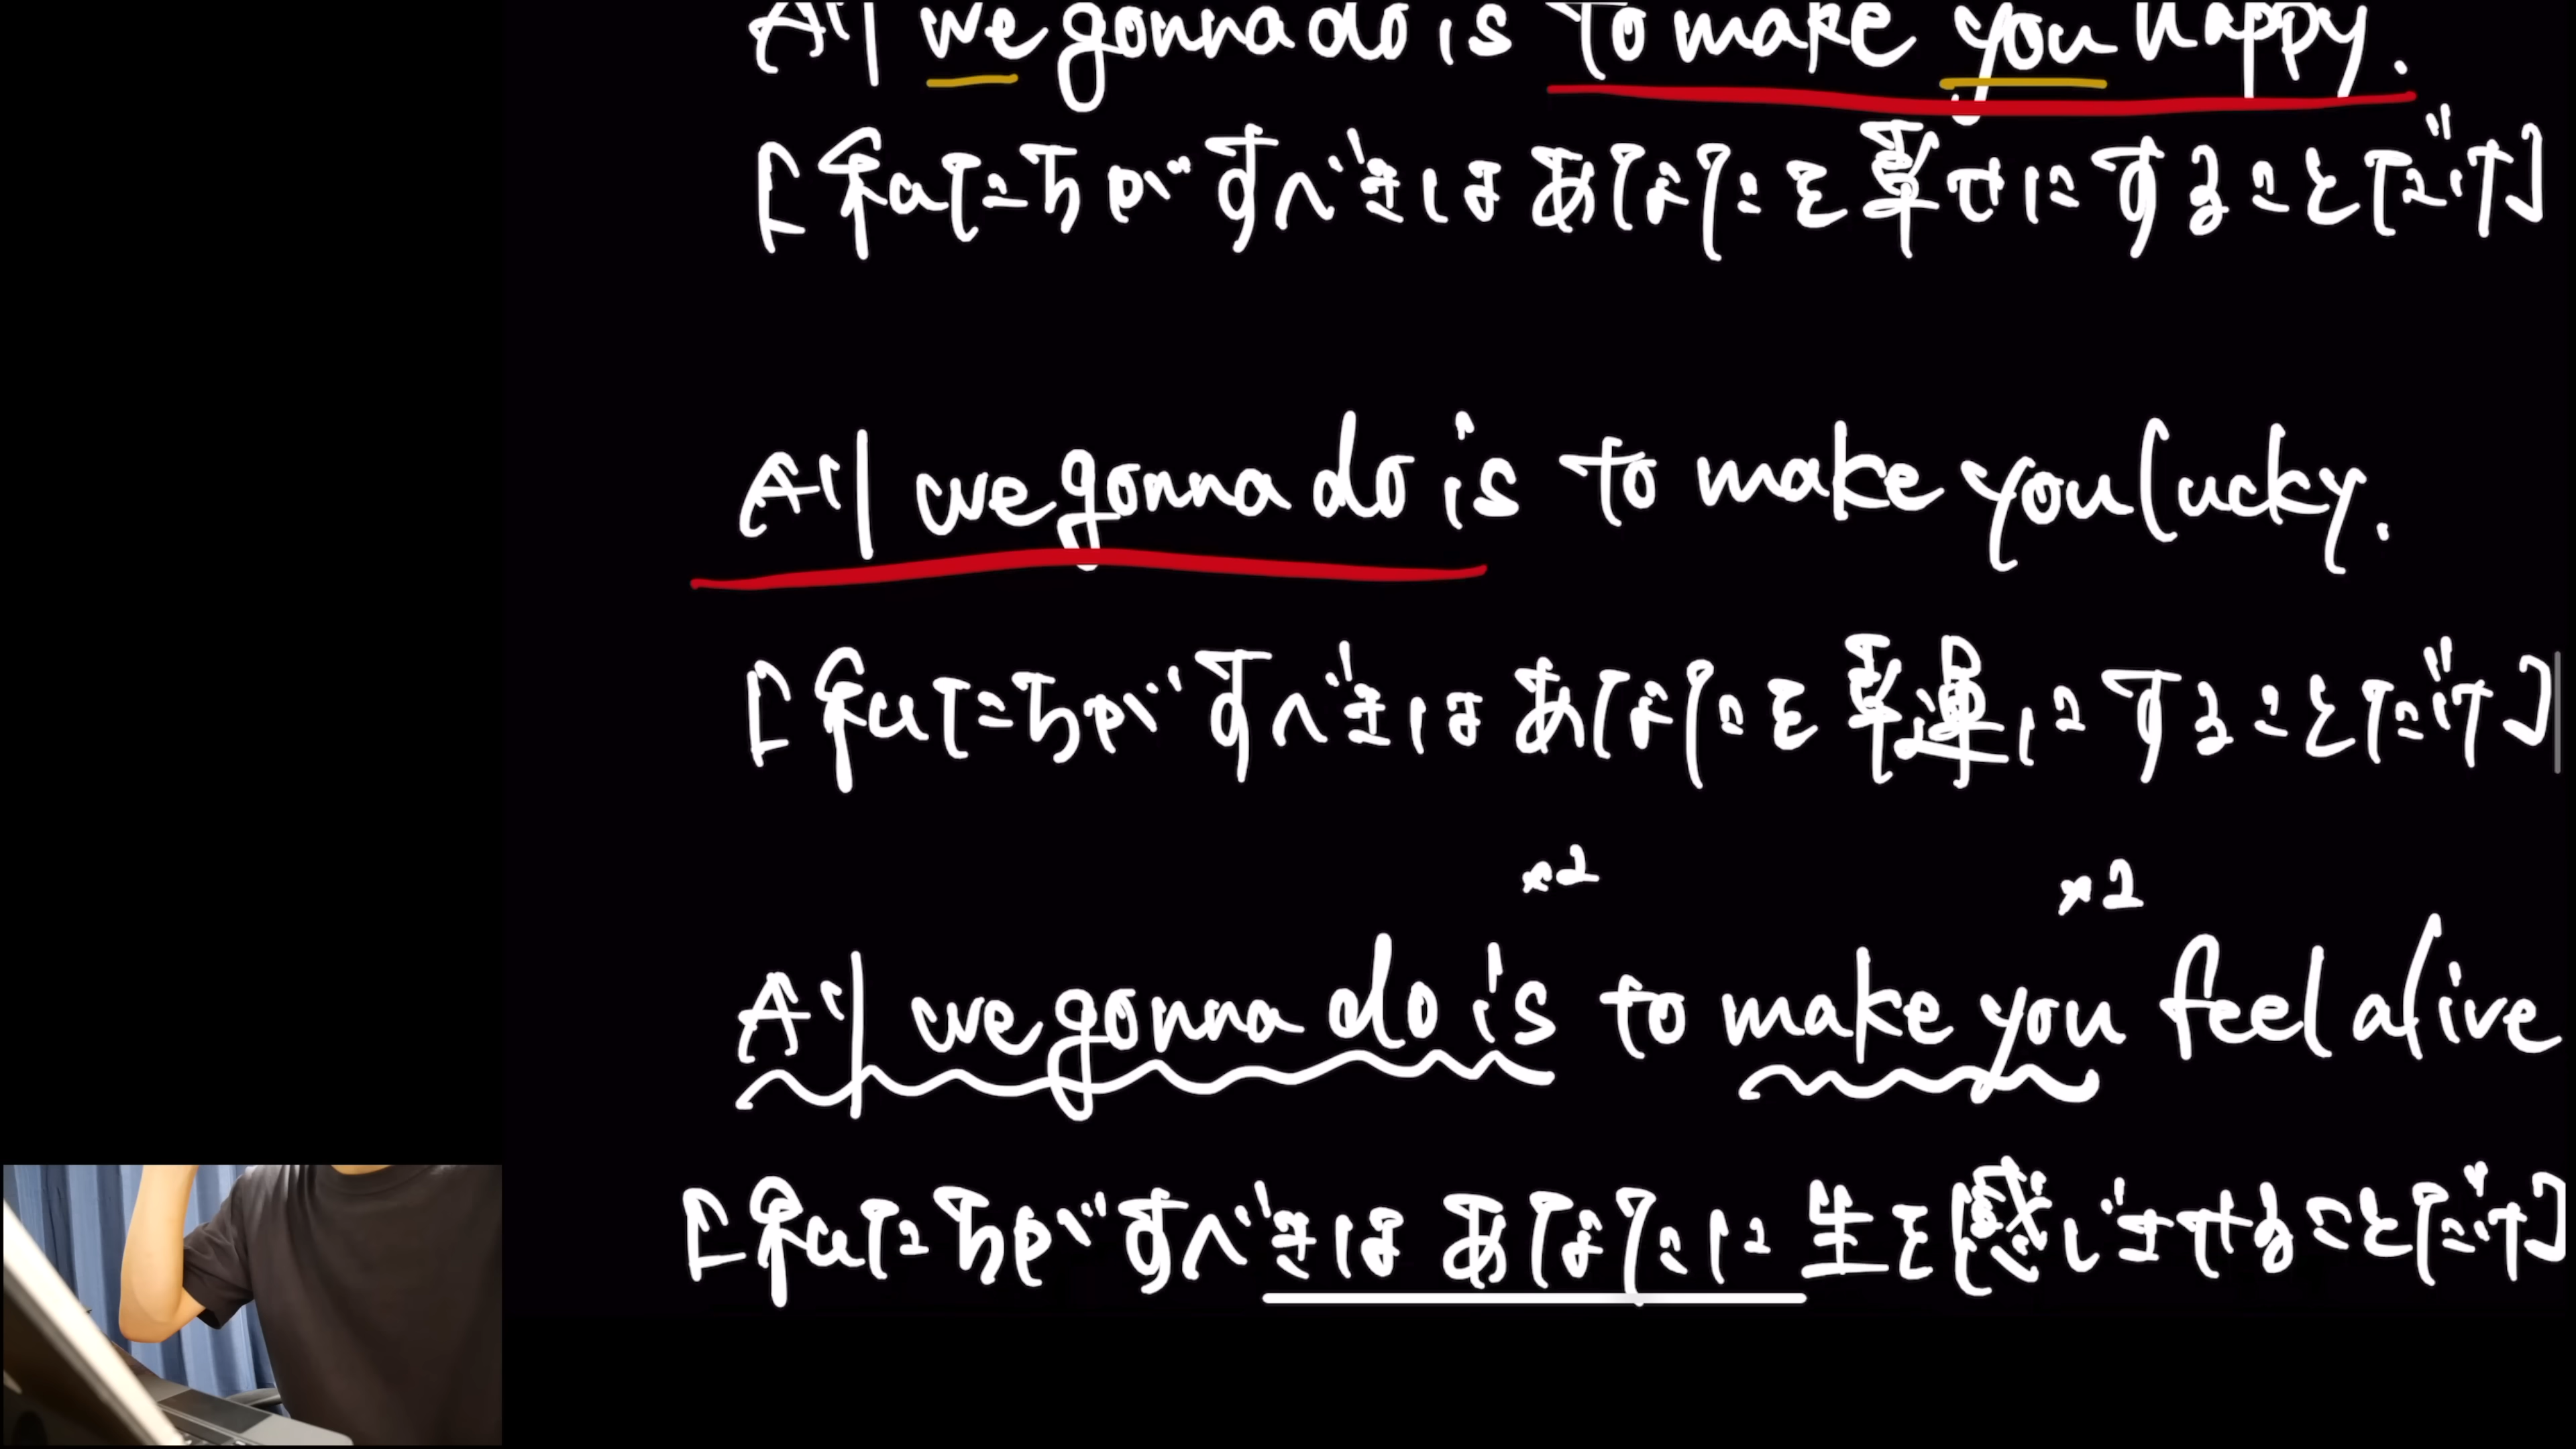 All we gonna do is to make you happy.
[私たちがすべきはあなたを幸せにすることだけ]
All we gonna do is to make you lucky.
[私たちがすべきはあなたを幸運にすることだけ]
×2 ×2
All we gonna do is to make you feel alive
[私たちがすべきはあなたに生を感じさせることだけ]